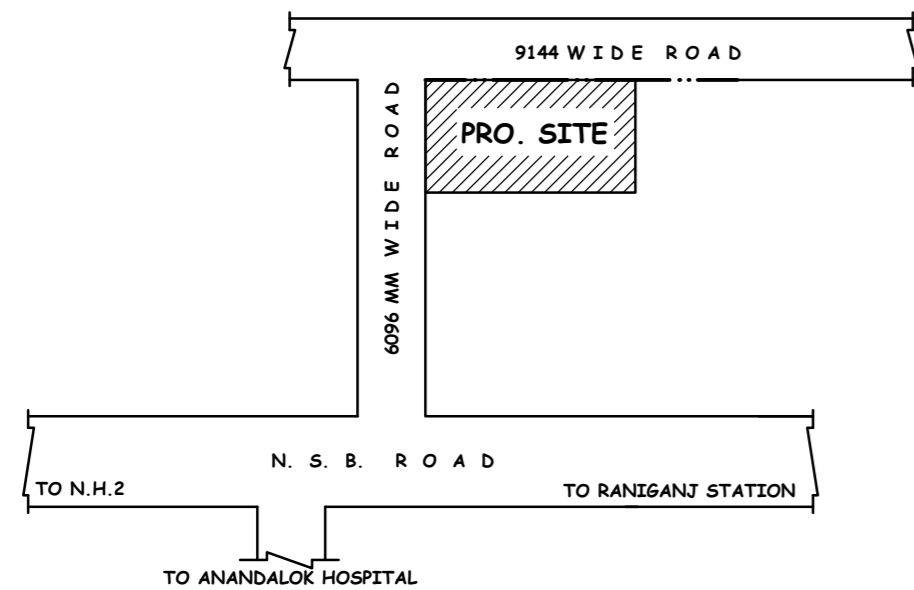 9144 WIDE ROAD
PRO. SITE
6096 MM WIDE ROAD
N. S. B. ROAD
TO N.H.2
TO RANIGANJ STATION
TO ANANDALOK HOSPITAL